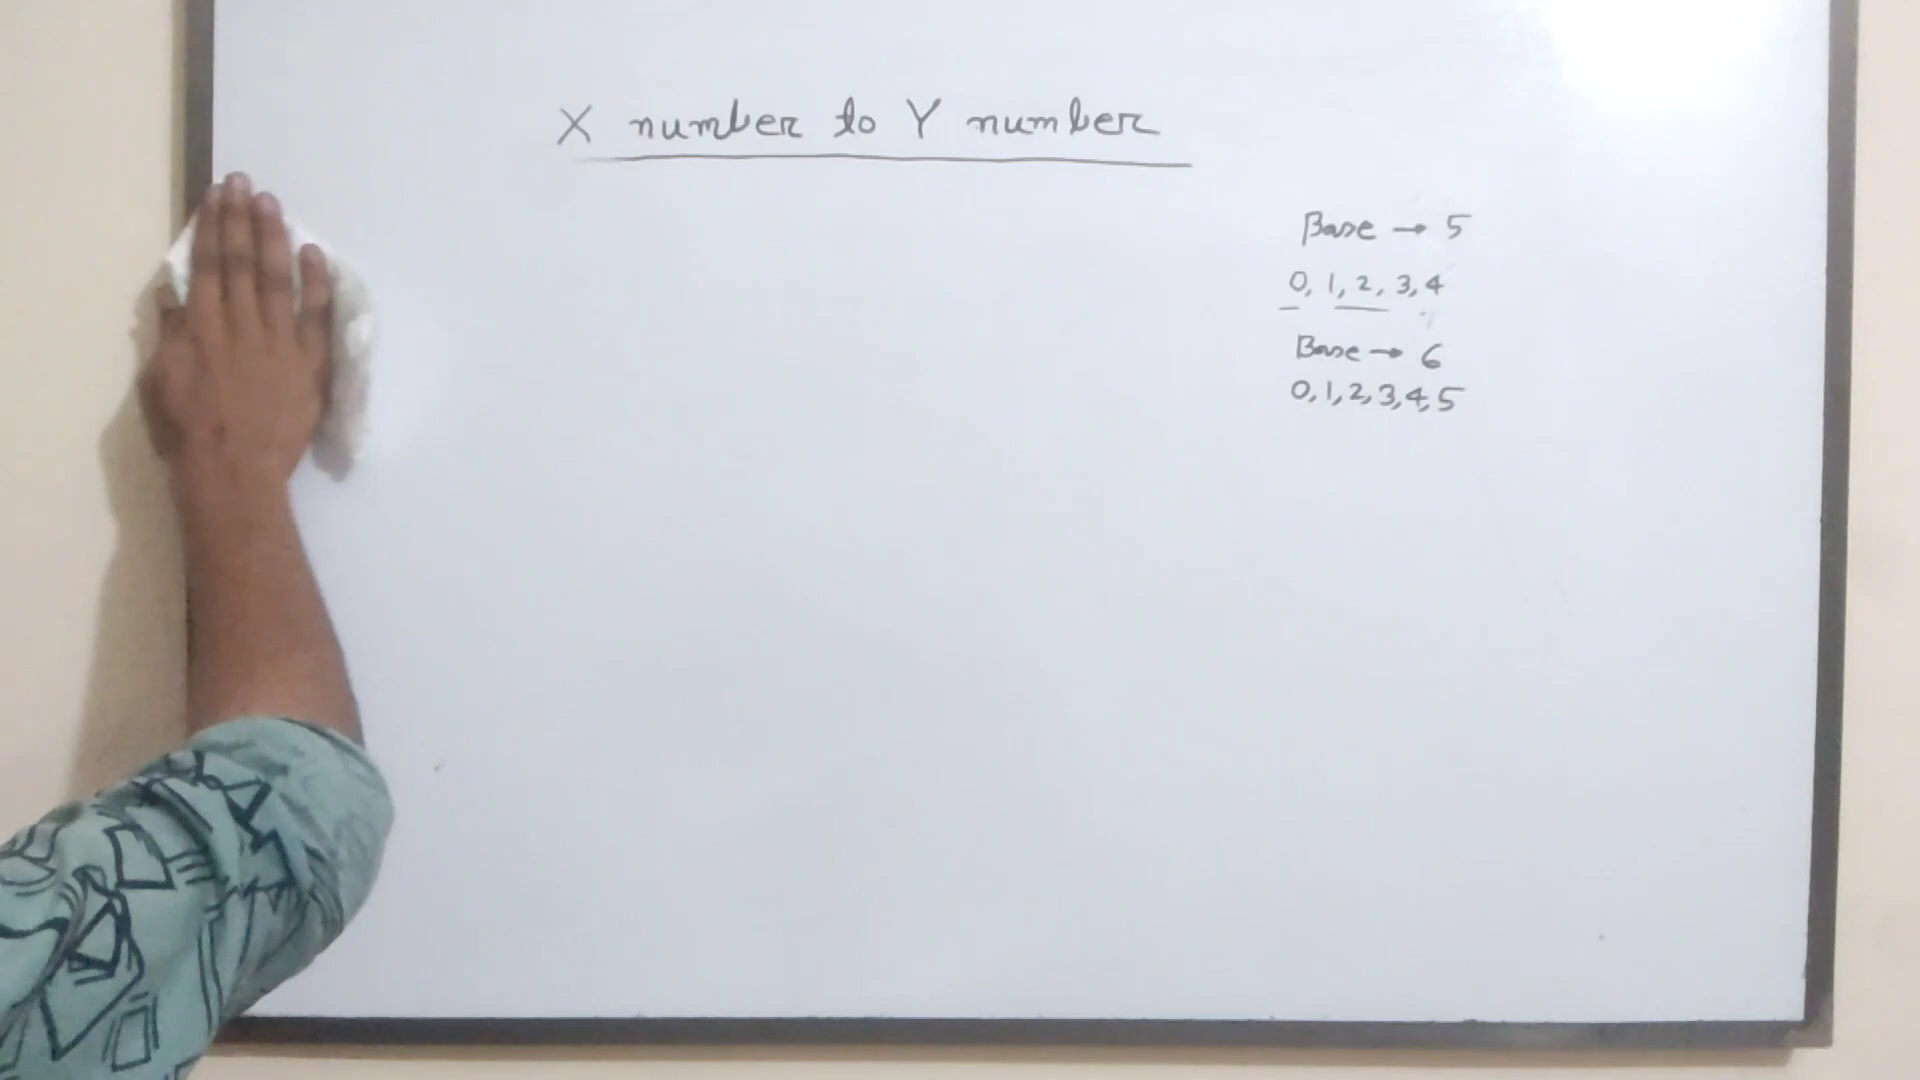 X number to Y number
Base → 5
0, 1, 2, 3, 4
Base → 6
0, 1, 2, 3, 4, 5